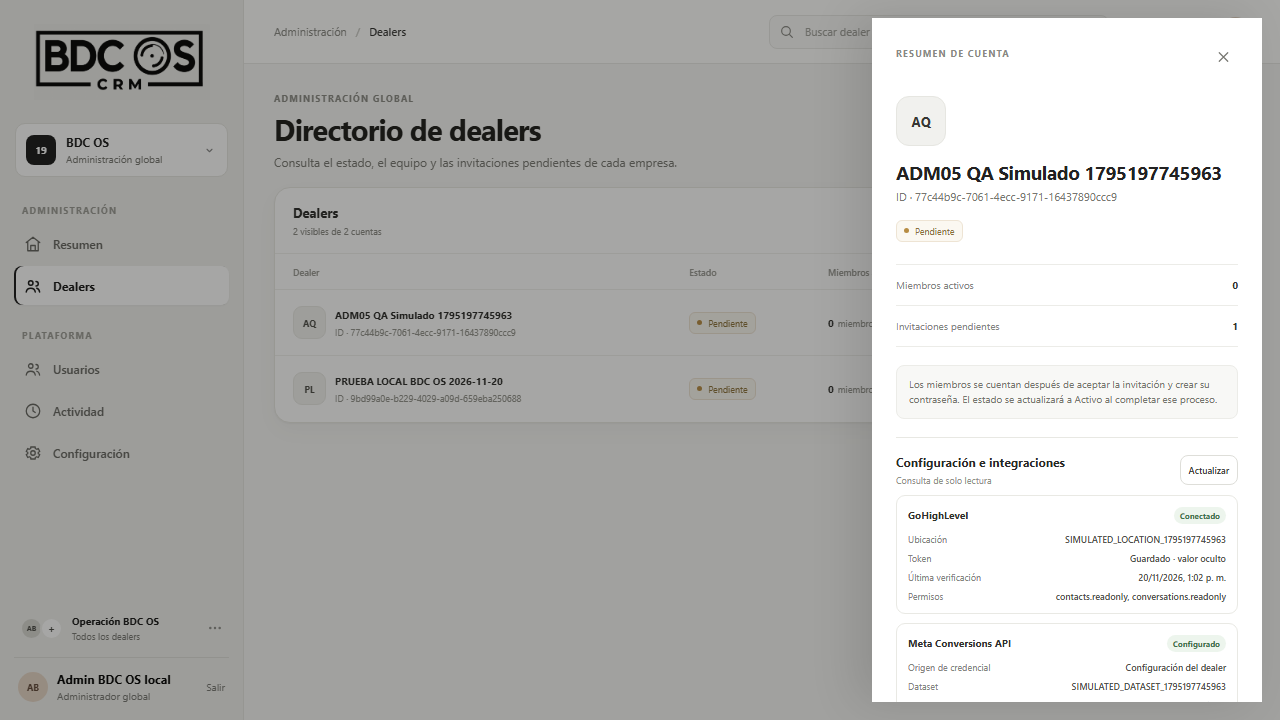 BDC OS
CRM
19
BDC OS
Administración global
ADMINISTRACIÓN
Resumen
Dealers
PLATAFORMA
Usuarios
Actividad
Configuración
AB
+
Operación BDC OS
Todos los dealers
AB
Admin BDC OS local
Administrador global
Salir
Administración / Dealers
Buscar dealer
ADMINISTRACIÓN GLOBAL
Directorio de dealers
Consulta el estado, el equipo y las invitaciones pendientes de cada empresa.
Dealers
2 visibles de 2 cuentas
Dealer Estado Miembros
AQ
ADM05 QA Simulado 1795197745963
ID · 77c44b9c-7061-4ecc-9171-16437890ccc9
Pendiente
0 miembro
PL
PRUEBA LOCAL BDC OS 2026-11-20
ID · 9bd99a0e-b229-4029-a09d-659eba250688
Pendiente
0 miembro
RESUMEN DE CUENTA
AQ
ADM05 QA Simulado 1795197745963
ID · 77c44b9c-7061-4ecc-9171-16437890ccc9
Pendiente
Miembros activos 0
Invitaciones pendientes 1
Los miembros se cuentan después de aceptar la invitación y crear su
contraseña. El estado se actualizará a Activo al completar ese proceso.
Configuración e integraciones
Consulta de solo lectura
Actualizar
GoHighLevel Conectado
Ubicación SIMULATED_LOCATION_1795197745963
Token Guardado · valor oculto
Última verificación 20/11/2026, 1:02 p. m.
Permisos contacts.readonly, conversations.readonly
Meta Conversions API Configurado
Origen de credencial Configuración del dealer
Dataset SIMULATED_DATASET_1795197745963